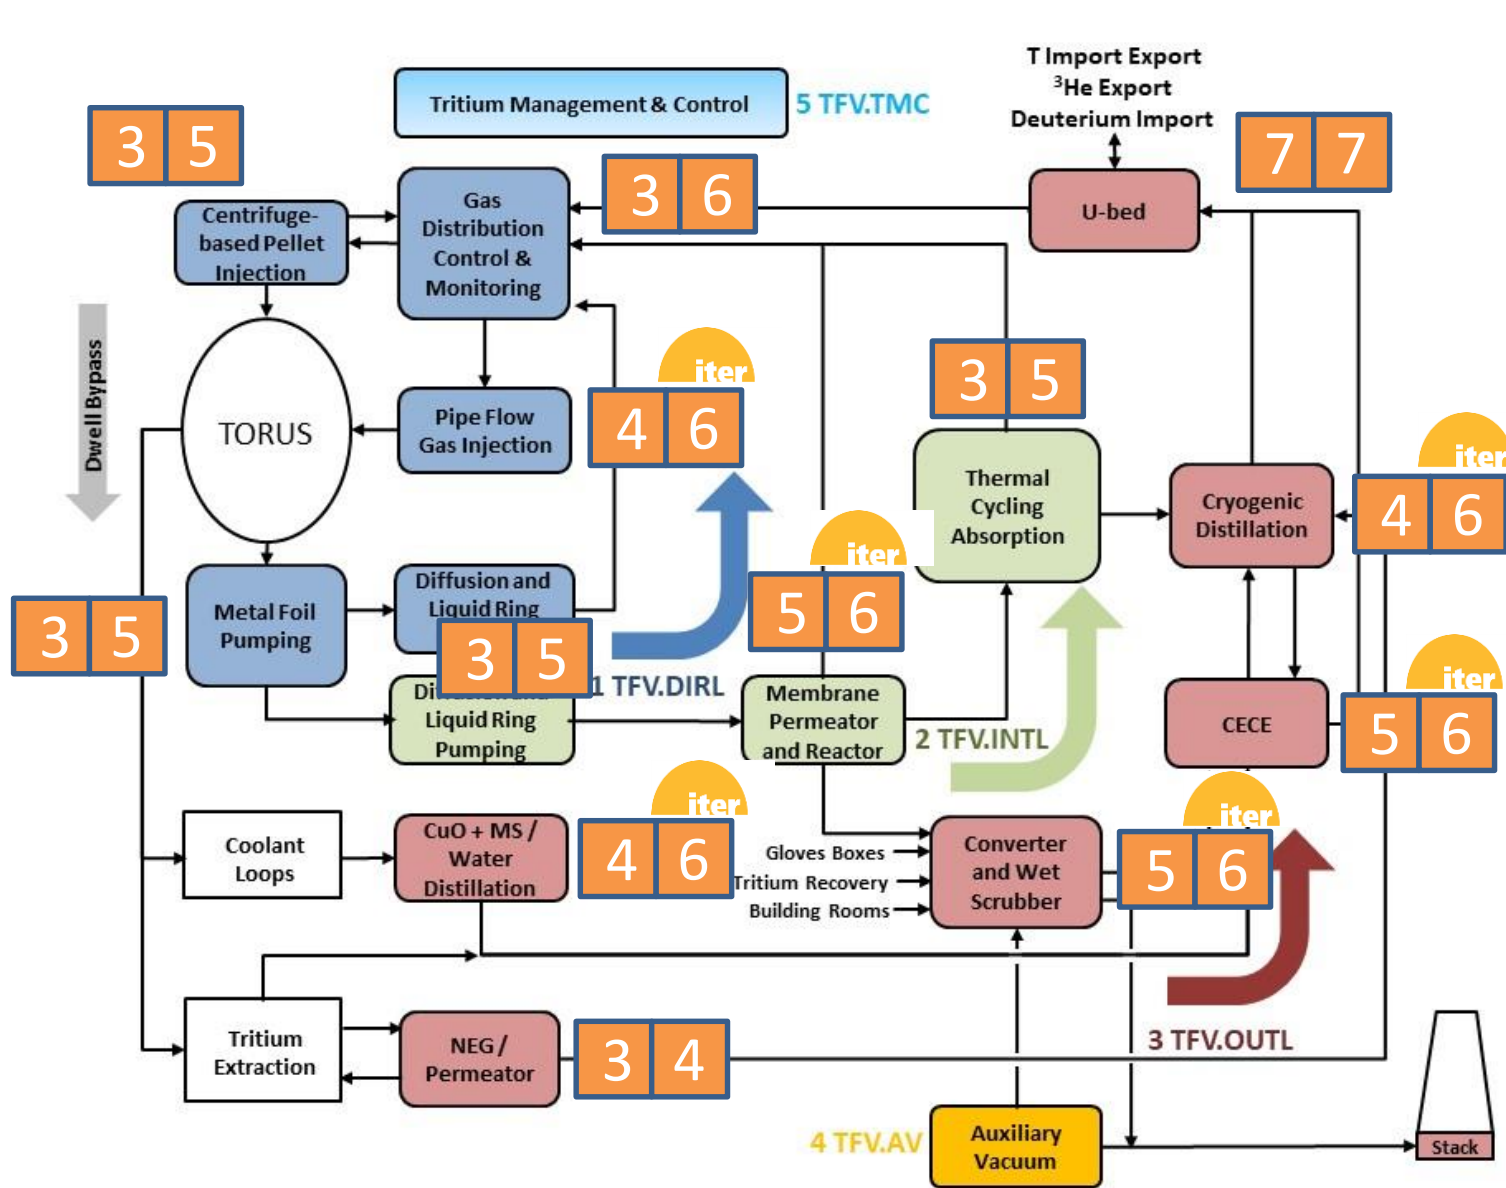 T Import Export
³He Export
Deuterium Import
Tritium Management & Control
5 TFV.TMC
3 5
7 7
Centrifuge-
based Pellet
Injection
Gas
Distribution
Control &
Monitoring
3 6
U-bed
Dwell Bypass
TORUS
Pipe Flow
Gas Injection
iter
4 6
3 5
Thermal
Cycling
Absorption
Cryogenic
Distillation
iter
4 6
Metal Foil
Pumping
3 5
Diffusion and
Liquid Ring
3 5
1 TFV.DIRL
iter
5 6
Liquid Ring
Pumping
Membrane
Permeator
and Reactor
2 TFV.INTL
CECE
iter
5 6
Coolant
Loops
CuO + MS /
Water
Distillation
iter
4 6
Gloves Boxes
Tritium Recovery
Building Rooms
Converter
and Wet
Scrubber
iter
5 6
Tritium
Extraction
NEG /
Permeator
3 4
3 TFV.OUTL
4 TFV.AV
Auxiliary
Vacuum
Stack